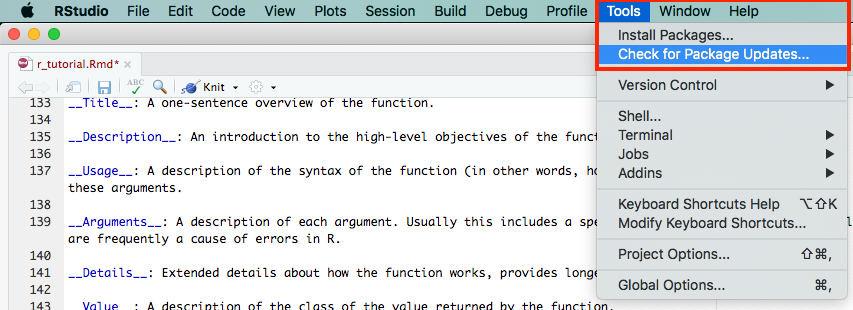 RStudio File Edit Code View Plots Session Build Debug Profile Tools Window Help
r_tutorial.Rmd*
ABC Knit
133 __Title__: A one-sentence overview of the function.
134
135 __Description__: An introduction to the high-level objectives of the funct
136
137 __Usage__: A description of the syntax of the function (in other words, ho
these arguments.
138
139 __Arguments__: A description of each argument. Usually this includes a spe
are frequently a cause of errors in R.
140
141 __Details__: Extended details about how the function works, provides longe
142
143 __Value__: A description of the class of the value returned by the function.
Install Packages...
Check for Package Updates...
Version Control
Shell...
Terminal
Jobs
Addins
Keyboard Shortcuts Help ⌥⇧K
Modify Keyboard Shortcuts...
Project Options... ⇧⌘,
Global Options... ⌘,